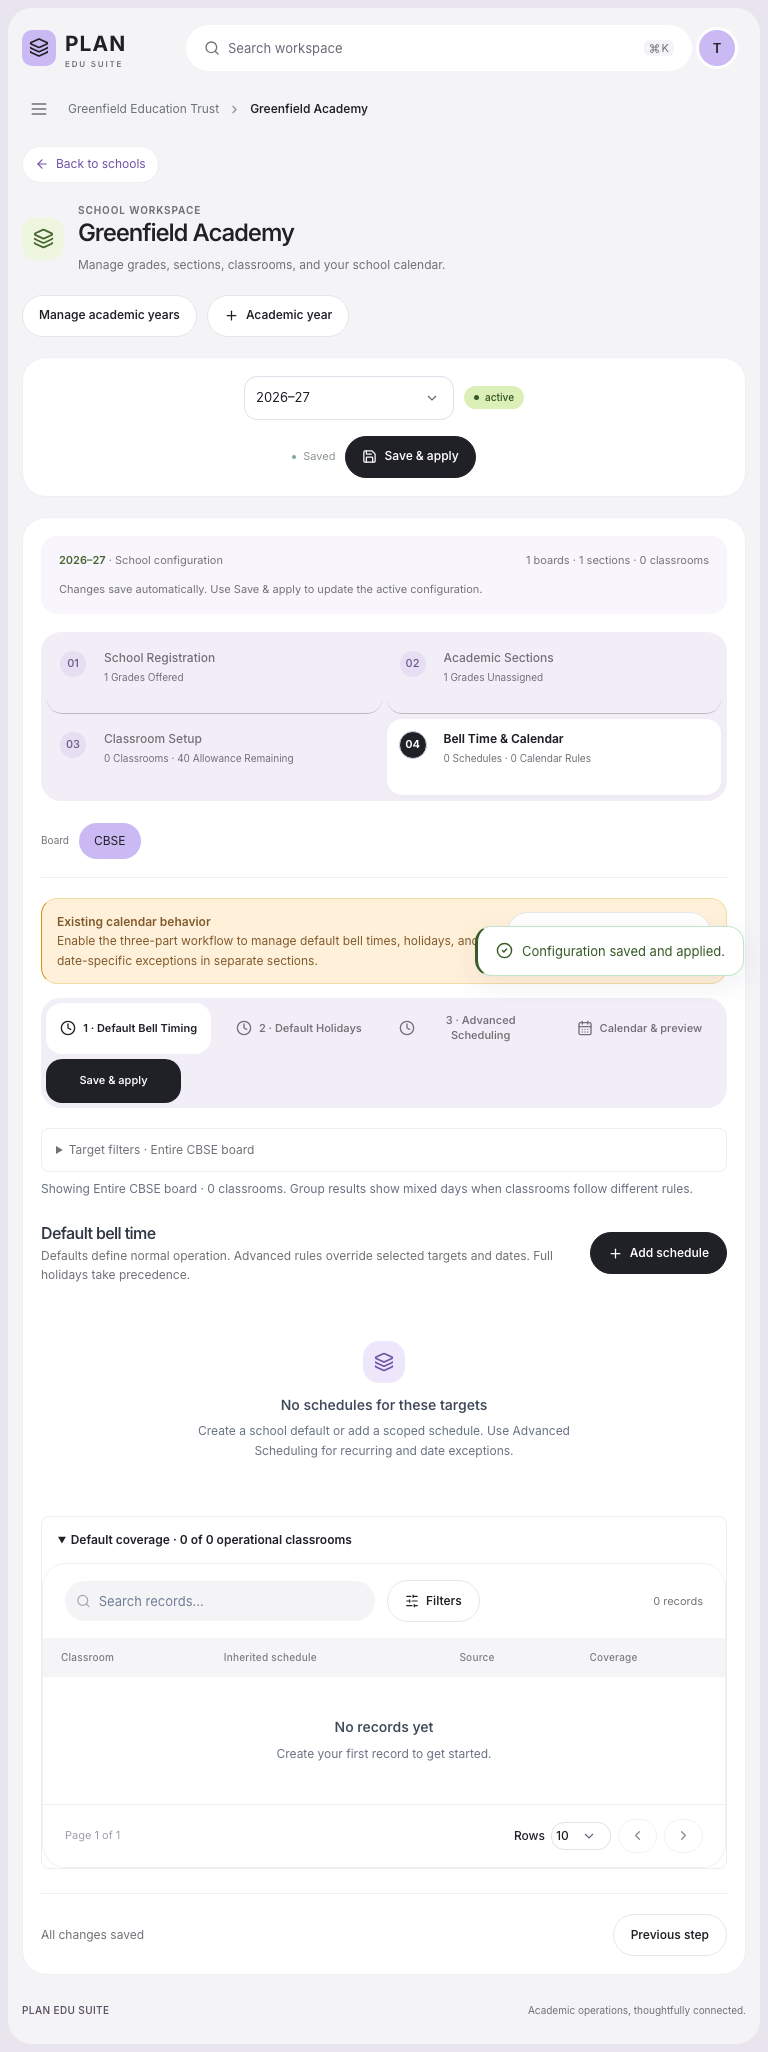 PLAN
EDU SUITE
Search workspace
⌘K
T
Greenfield Education Trust
Greenfield Academy
Back to schools
SCHOOL WORKSPACE
Greenfield Academy
Manage grades, sections, classrooms, and your school calendar.
Manage academic years
Academic year
2026–27
active
Saved
Save & apply
2026–27 · School configuration
1 boards · 1 sections · 0 classrooms
Changes save automatically. Use Save & apply to update the active configuration.
01
School Registration
1 Grades Offered
02
Academic Sections
1 Grades Unassigned
03
Classroom Setup
0 Classrooms · 40 Allowance Remaining
04
Bell Time & Calendar
0 Schedules · 0 Calendar Rules
Board
CBSE
Existing calendar behavior
Enable the three-part workflow to manage default bell times, holidays, and
date-specific exceptions in separate sections.
Configuration saved and applied.
1 · Default Bell Timing
2 · Default Holidays
3 · Advanced
Scheduling
Calendar & preview
Save & apply
Target filters · Entire CBSE board
Showing Entire CBSE board · 0 classrooms. Group results show mixed days when classrooms follow different rules.
Default bell time
Defaults define normal operation. Advanced rules override selected targets and dates. Full
holidays take precedence.
Add schedule
No schedules for these targets
Create a school default or add a scoped schedule. Use Advanced
Scheduling for recurring and date exceptions.
Default coverage · 0 of 0 operational classrooms
Search records...
Filters
0 records
Classroom
Inherited schedule
Source
Coverage
No records yet
Create your first record to get started.
Page 1 of 1
Rows
10
All changes saved
Previous step
PLAN EDU SUITE
Academic operations, thoughtfully connected.